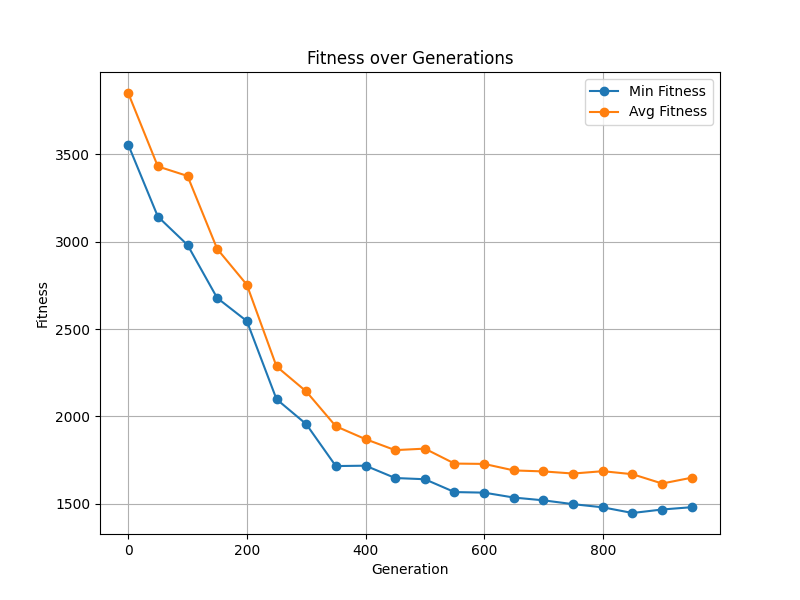 Fitness over Generations
Min Fitness
Avg Fitness
3500
3000
2500
2000
1500
Fitness
0 200 400 600 800
Generation